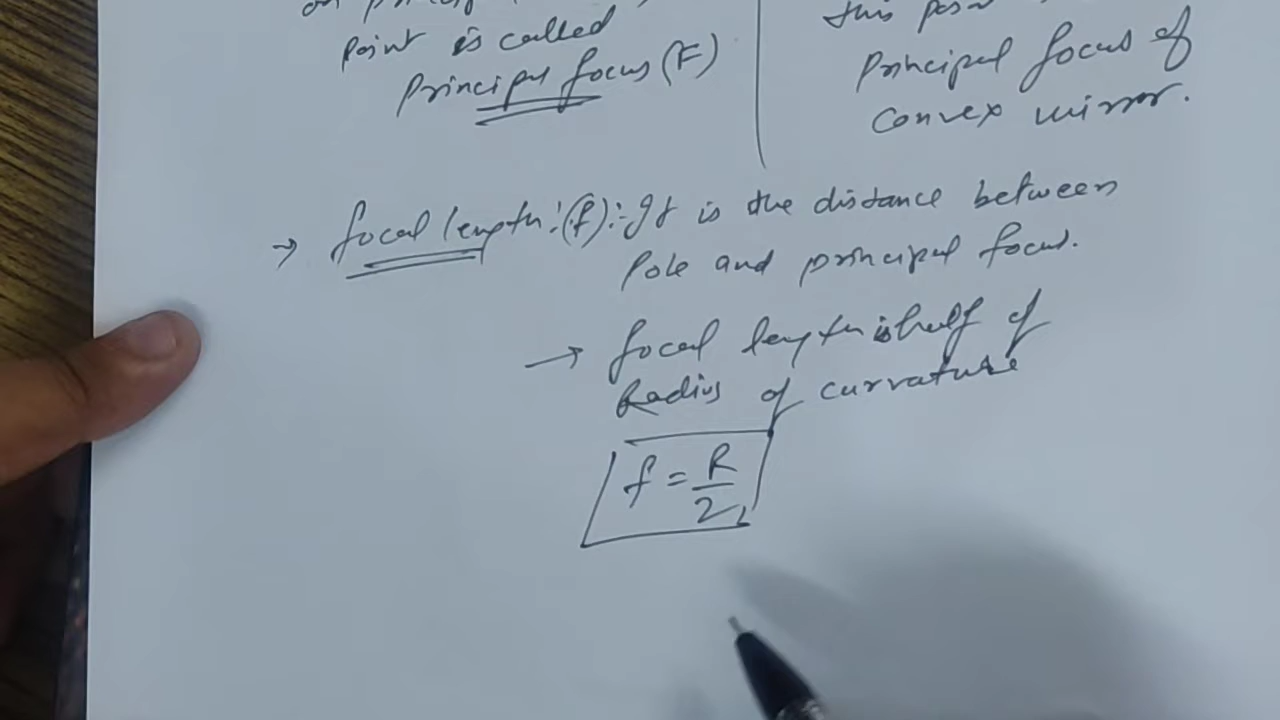 Point is called
Principal focus (F)
this point
Principal focus of
Convex mirror.
→ focal length:(f):- It is the distance between
Pole and principal focus.
→ focal length is half of
Radius of curvature
f = R/2